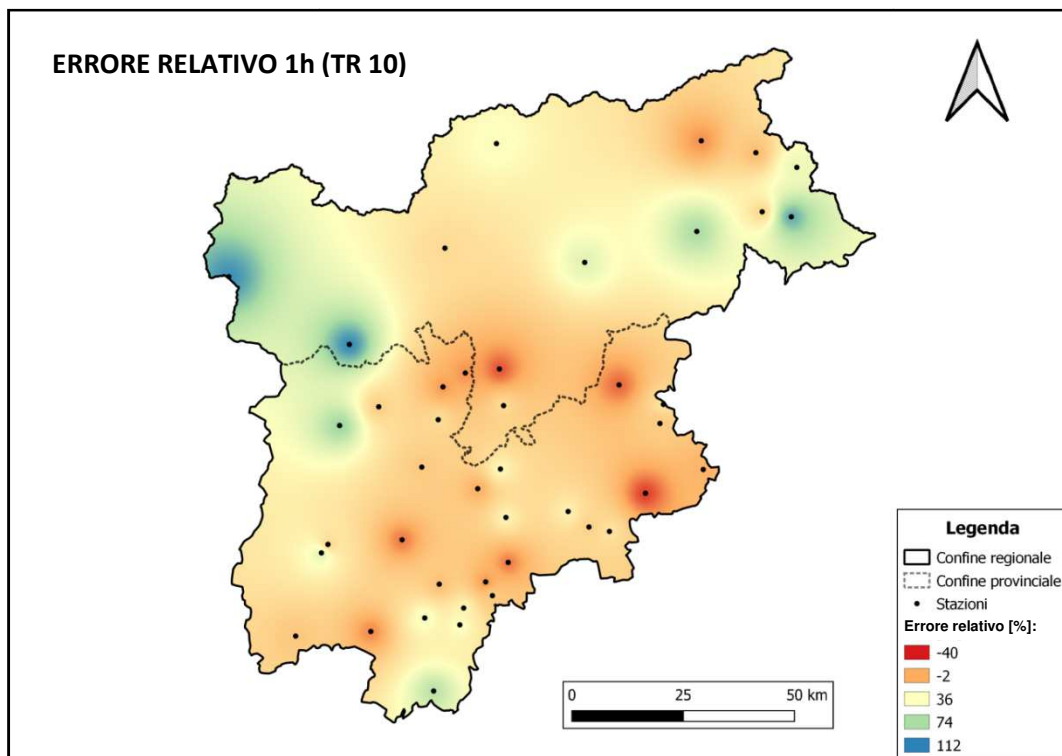 ERRORE RELATIVO 1h (TR 10)
0 25 50 km
Legenda
Confine regionale
Confine provinciale
Stazioni
Errore relativo [%]:
-40
-2
36
74
112